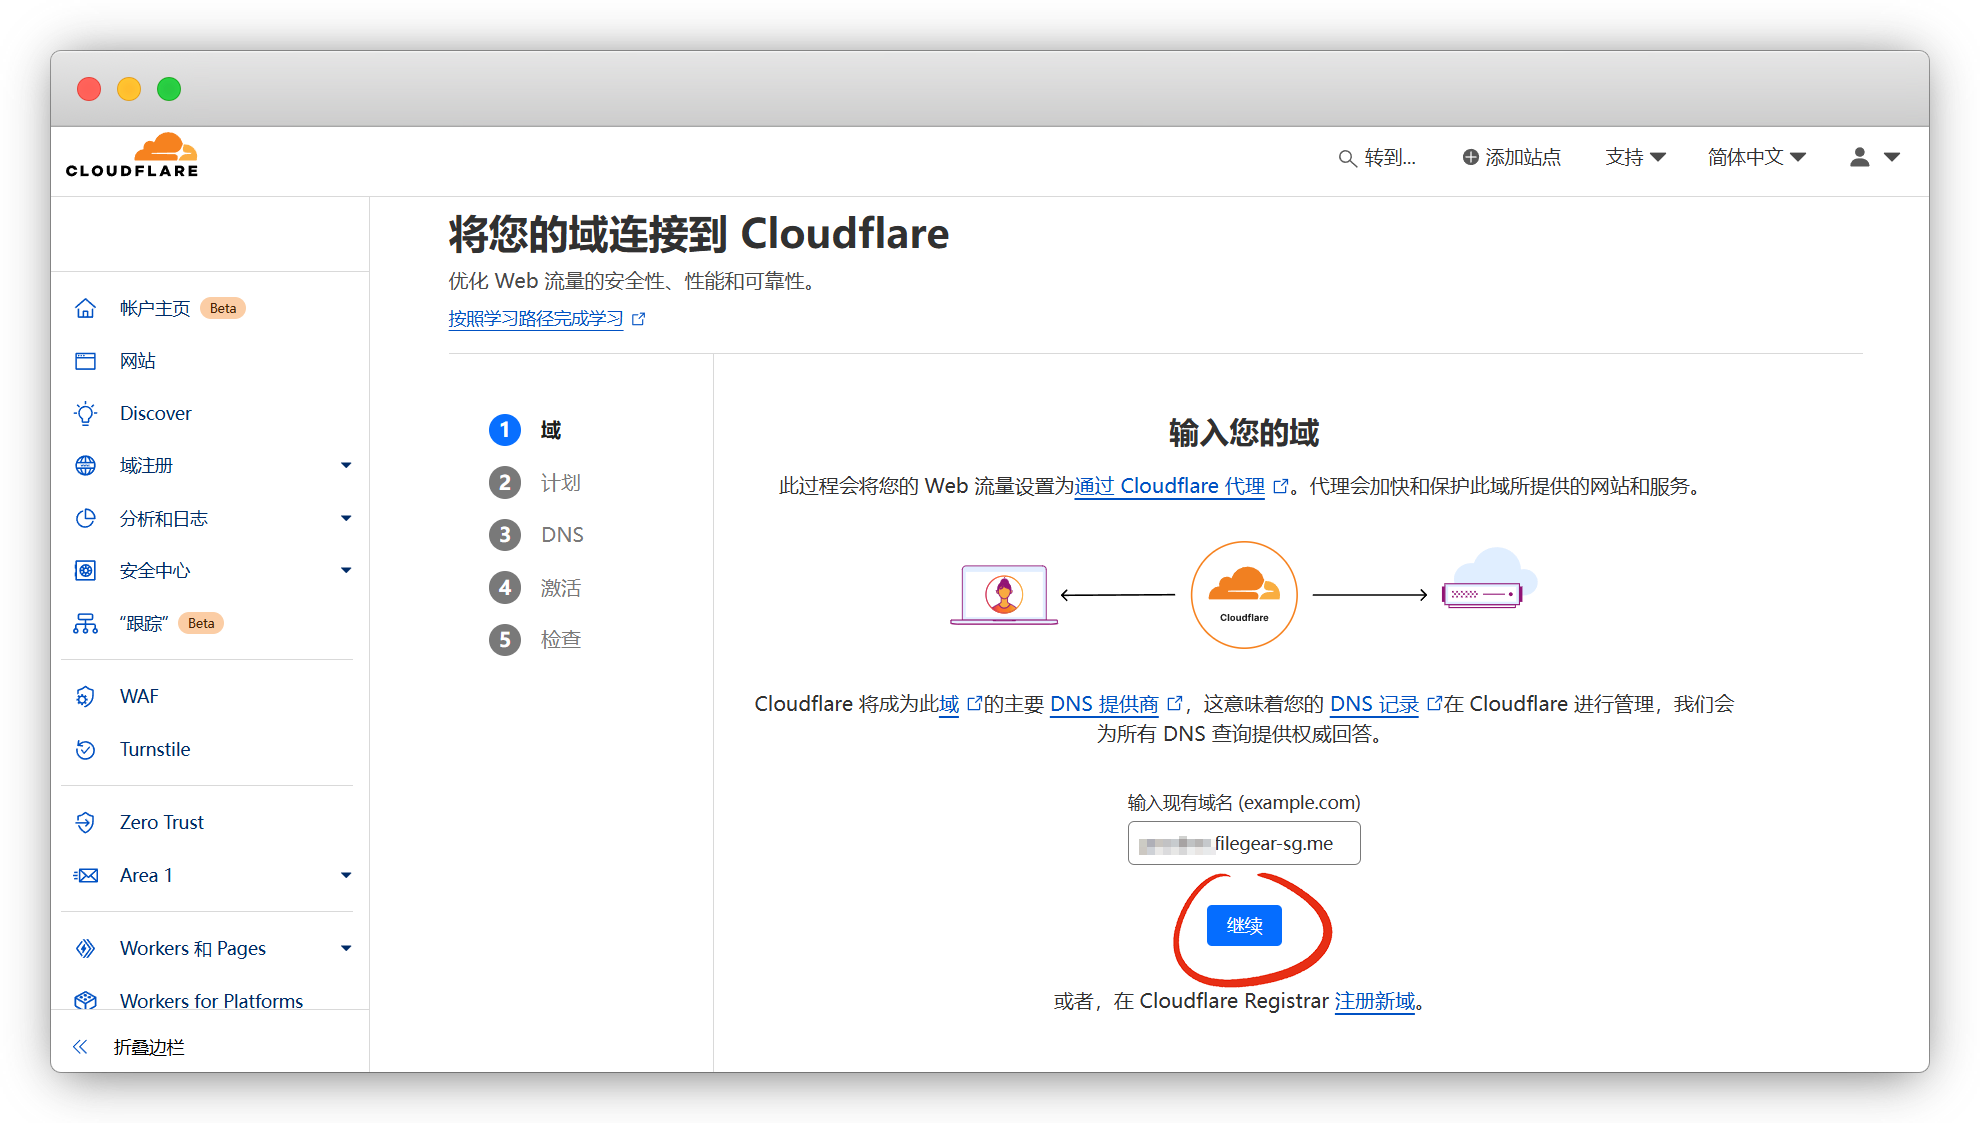 CLOUDFLARE
转到...
添加站点
支持
简体中文
将您的域连接到 Cloudflare
优化 Web 流量的安全性、性能和可靠性。
按照学习路径完成学习
帐户主页 Beta
网站
Discover
域注册
分析和日志
安全中心
“跟踪” Beta
WAF
Turnstile
Zero Trust
Area 1
Workers 和 Pages
Workers for Platforms
折叠边栏
1 域
2 计划
3 DNS
4 激活
5 检查
输入您的域
此过程会将您的 Web 流量设置为通过 Cloudflare 代理。代理会加快和保护此域所提供的网站和服务。
Cloudflare
Cloudflare 将成为此域的主要 DNS 提供商，这意味着您的 DNS 记录在 Cloudflare 进行管理，我们会
为所有 DNS 查询提供权威回答。
输入现有域名 (example.com)
filegear-sg.me
继续
或者，在 Cloudflare Registrar 注册新域。